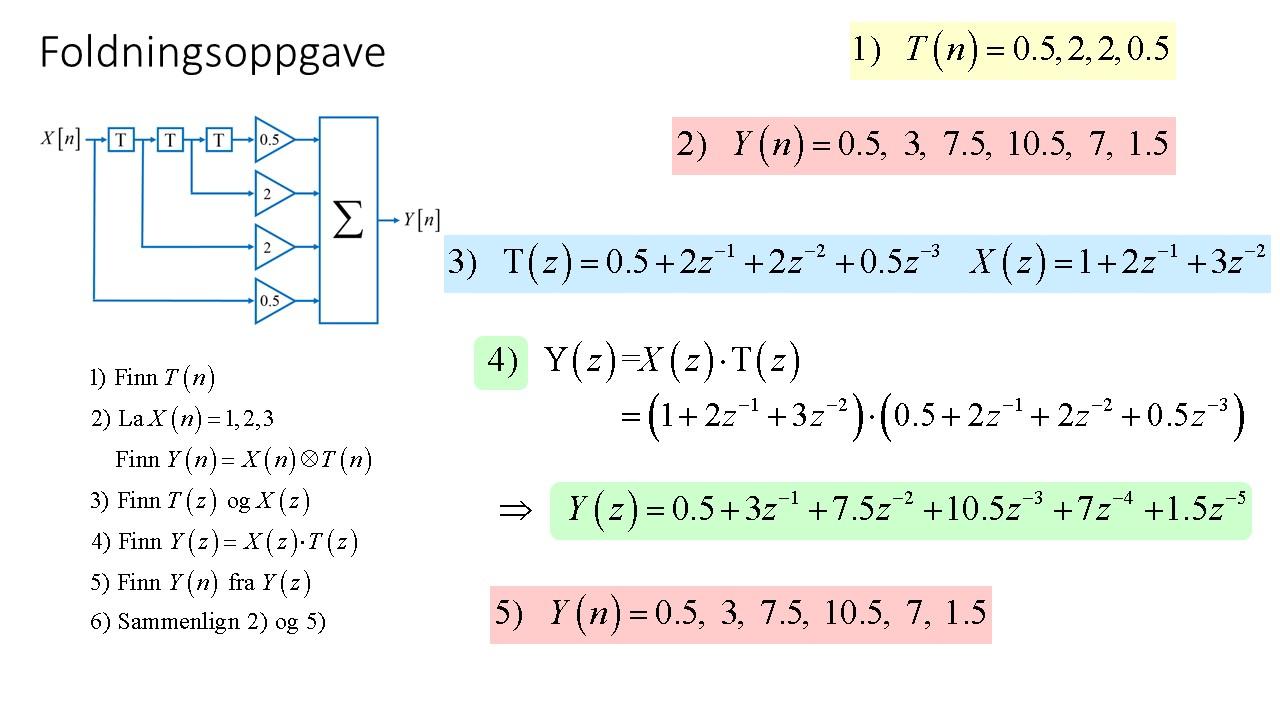 Foldningsoppgave
1) T(n) = 0.5, 2, 2, 0.5
X[n] T T T 0.5
2) Y(n) = 0.5, 3, 7.5, 10.5, 7, 1.5
2
∑ Y[n]
2
3) T(z) = 0.5 + 2z⁻¹ + 2z⁻² + 0.5z⁻³ X(z) = 1 + 2z⁻¹ + 3z⁻²
0.5
1) Finn T(n)
2) La X(n) = 1, 2, 3
Finn Y(n) = X(n)⊗T(n)
3) Finn T(z) og X(z)
4) Finn Y(z) = X(z)·T(z)
5) Finn Y(n) fra Y(z)
6) Sammenlign 2) og 5)
4) Y(z)=X(z)·T(z)
= (1 + 2z⁻¹ + 3z⁻²)·(0.5 + 2z⁻¹ + 2z⁻² + 0.5z⁻³)
⇒ Y(z) = 0.5 + 3z⁻¹ + 7.5z⁻² + 10.5z⁻³ + 7z⁻⁴ + 1.5z⁻⁵
5) Y(n) = 0.5, 3, 7.5, 10.5, 7, 1.5